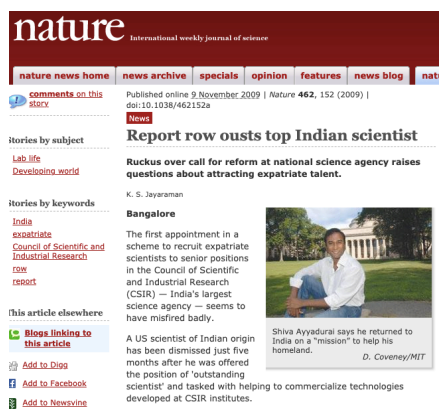 nature International weekly journal of science
nature news home news archive specials opinion features news blog
comments on this
story
Published online 9 November 2009 | Nature 462, 152 (2009) |
doi:10.1038/462152a
News
Report row ousts top Indian scientist
Ruckus over call for reform at national science agency raises
questions about attracting expatriate talent.
K. S. Jayaraman
Stories by subject
Lab life
Developing world
Stories by keywords
India
expatriate
Council of Scientific and
Industrial Research
row
report
This article elsewhere
Blogs linking to
this article
Add to Digg
Add to Facebook
Add to Newsvine
Bangalore
The first appointment in a
scheme to recruit expatriate
scientists to senior positions
in the Council of Scientific
and Industrial Research
(CSIR) — India's largest
science agency — seems to
have misfired badly.
A US scientist of Indian origin
has been dismissed just five
months after he was offered
the position of 'outstanding
scientist' and tasked with helping to commercialize technologies
developed at CSIR institutes.
Shiva Ayyadurai says he returned to
India on a "mission" to help his
homeland.
D. Coveney/MIT